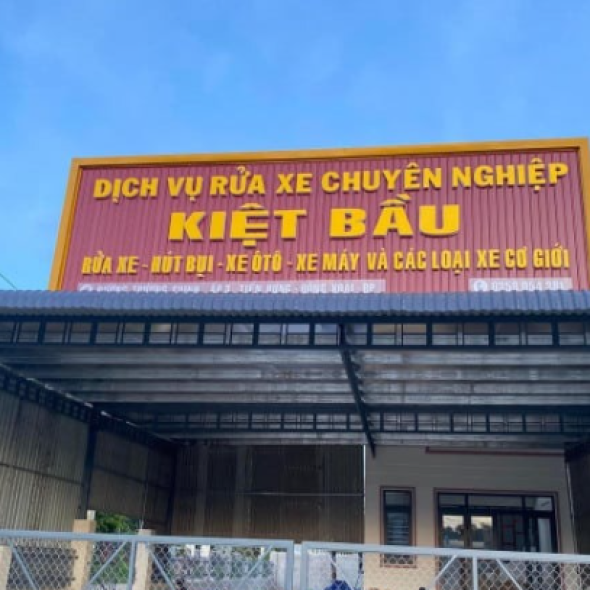 DỊCH VỤ RỬA XE CHUYÊN NGHIỆP
KIỆT BẦU
RỬA XE - HÚT BỤI - XE ÔTÔ - XE MÁY VÀ CÁC LOẠI XE CƠ GIỚI